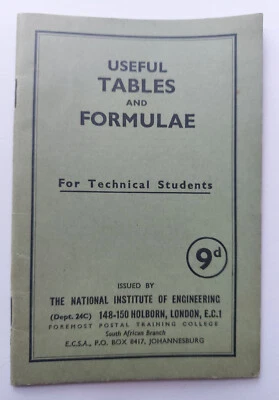 USEFUL
TABLES
AND
FORMULAE
For Technical Students
9d
ISSUED BY
THE NATIONAL INSTITUTE OF ENGINEERING
(Dept. 24C) 148-150 HOLBORN, LONDON, E.C.1
FOREMOST POSTAL TRAINING COLLEGE
South African Branch
E.C.S.A., P.O. BOX 8417, JOHANNESBURG